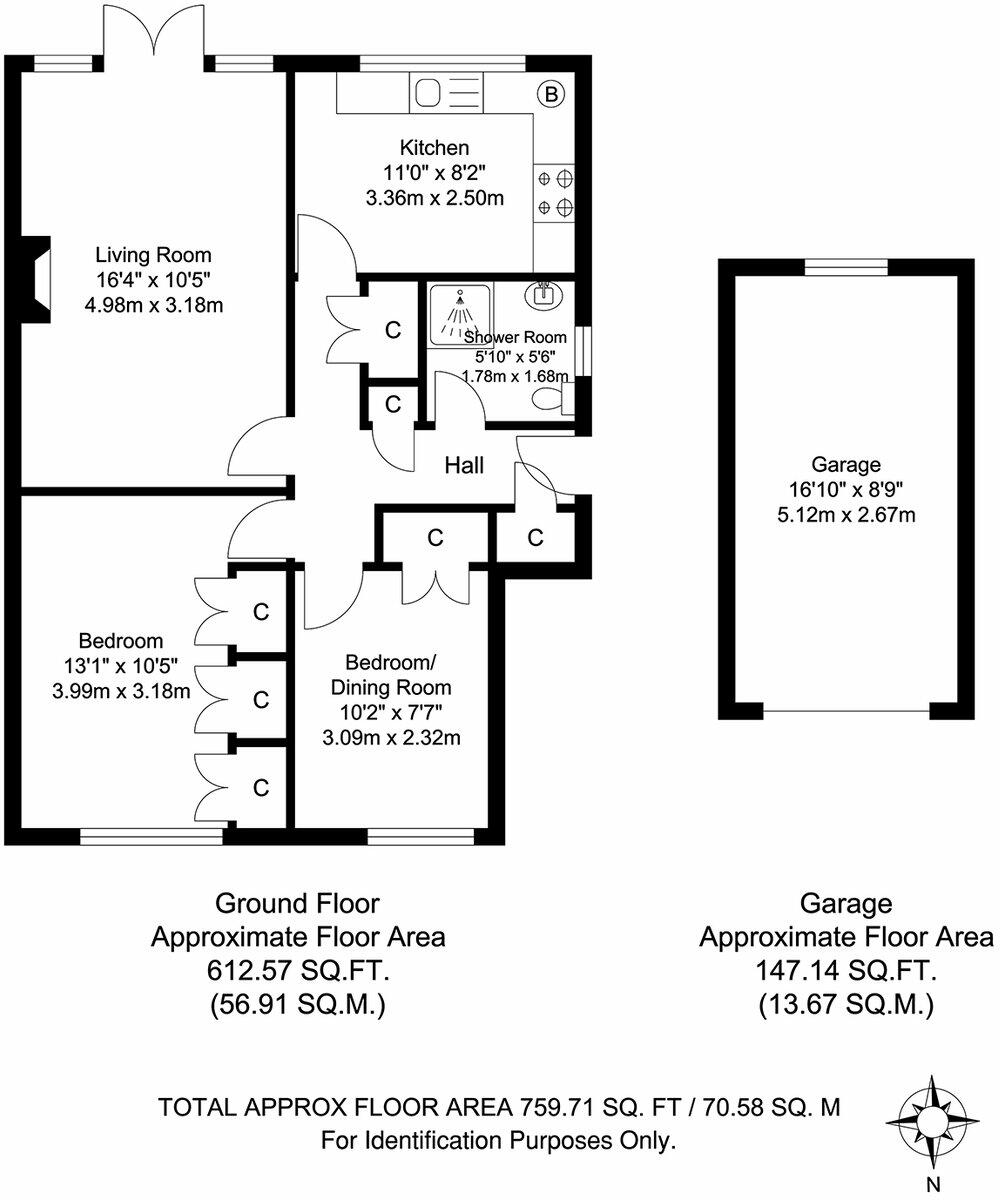 B
Kitchen
11'0" x 8'2"
3.36m x 2.50m
Living Room
16'4" x 10'5"
4.98m x 3.18m
C
Shower Room
5'10" x 5'6"
1.78m x 1.68m
C
Hall
Garage
16'10" x 8'9"
5.12m x 2.67m
C
C
C
Bedroom
13'1" x 10'5"
3.99m x 3.18m
C
Bedroom/
Dining Room
10'2" x 7'7"
3.09m x 2.32m
C
Ground Floor
Approximate Floor Area
612.57 SQ.FT.
(56.91 SQ.M.)
Garage
Approximate Floor Area
147.14 SQ.FT.
(13.67 SQ.M.)
TOTAL APPROX FLOOR AREA 759.71 SQ. FT / 70.58 SQ. M
For Identification Purposes Only.
N